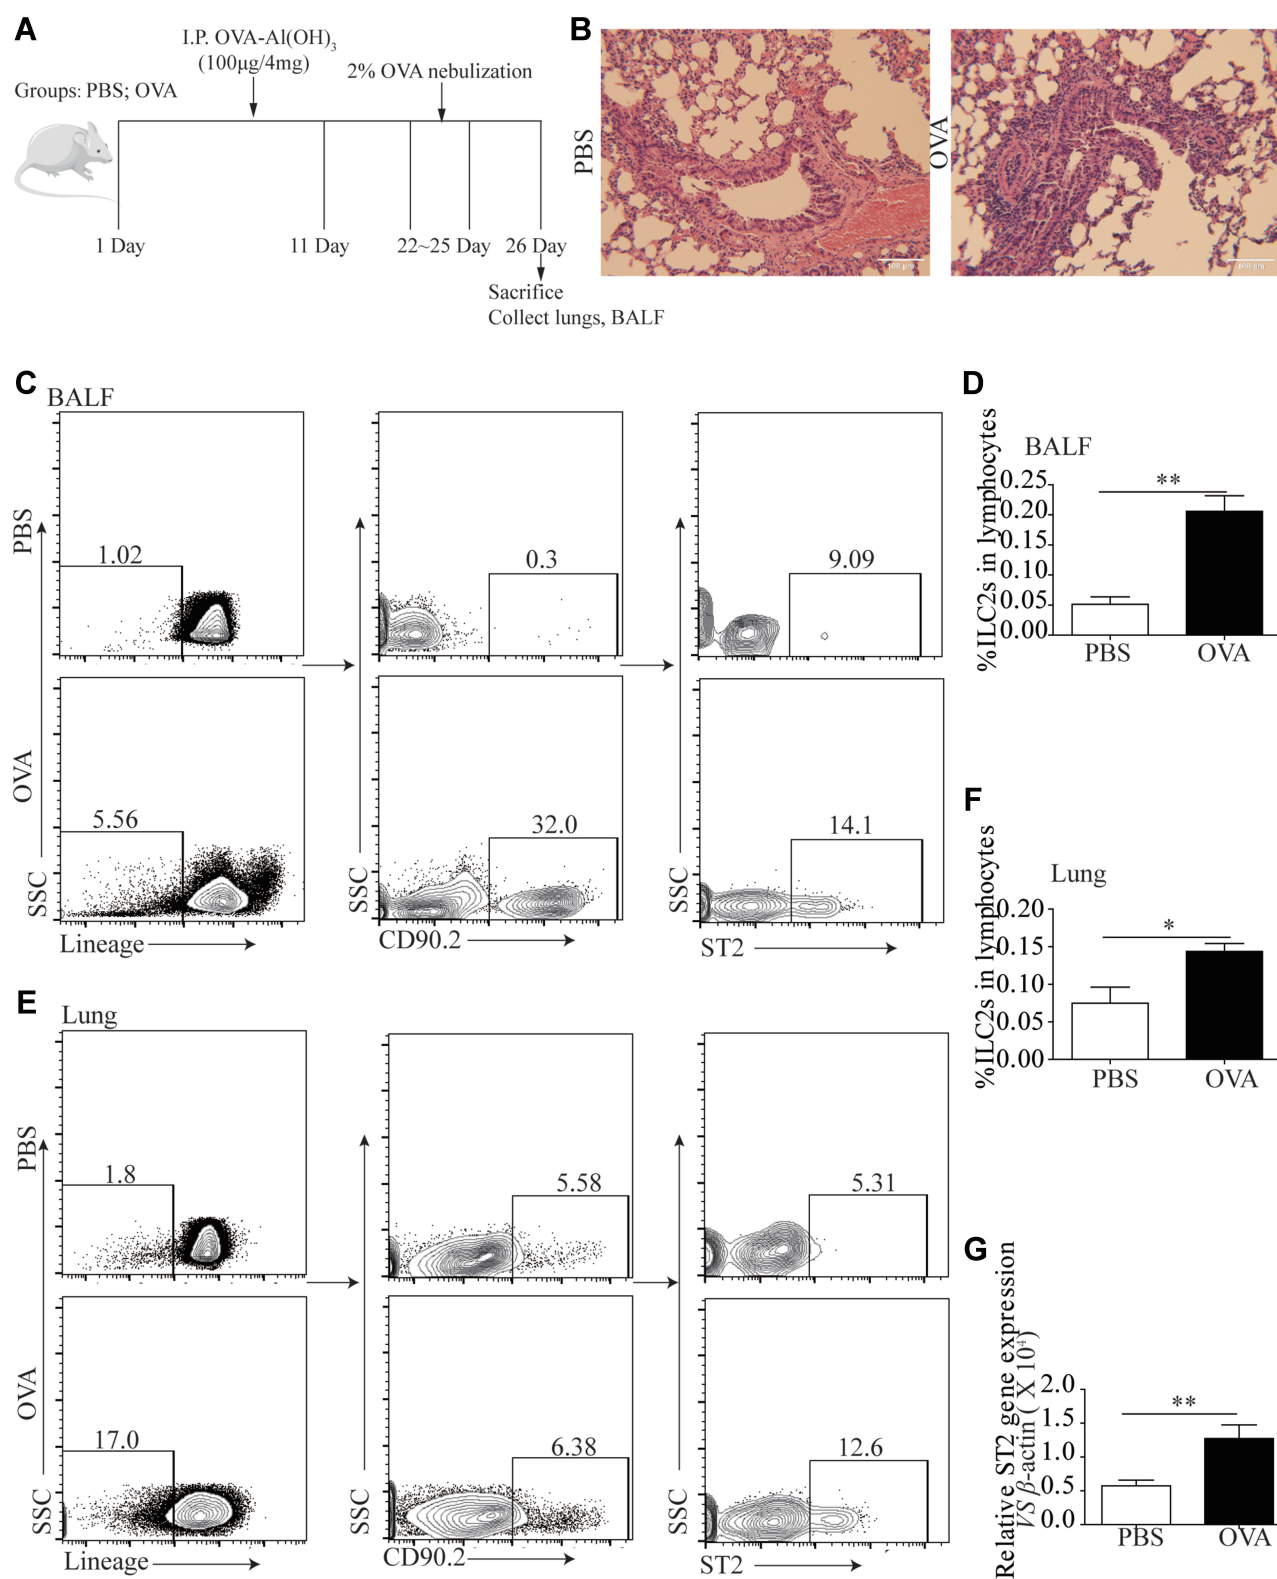 A
I.P. OVA-Al(OH)3
(100μg/4mg)
2% OVA nebulization
Groups: PBS; OVA
1 Day
11 Day
22~25 Day
26 Day
Sacrifice
Collect lungs, BALF
B
PBS
100 μm
OVA
100 μm
C
BALF
PBS
1.02
0.3
9.09
OVA
5.56
32.0
14.1
SSC
SSC
SSC
Lineage
CD90.2
ST2
D
BALF
%ILC2s in lymphocytes
0.25
0.20
0.15
0.10
0.05
0.00
**
PBS
OVA
E
Lung
PBS
1.8
5.58
5.31
OVA
17.0
6.38
12.6
SSC
SSC
SSC
Lineage
CD90.2
ST2
F
Lung
%ILC2s in lymphocytes
0.20
0.15
0.10
0.05
0.00
*
PBS
OVA
G
Relative ST2 gene expression
VS β-actin ( X 10⁴)
2.0
1.5
1.0
0.5
0.0
**
PBS
OVA